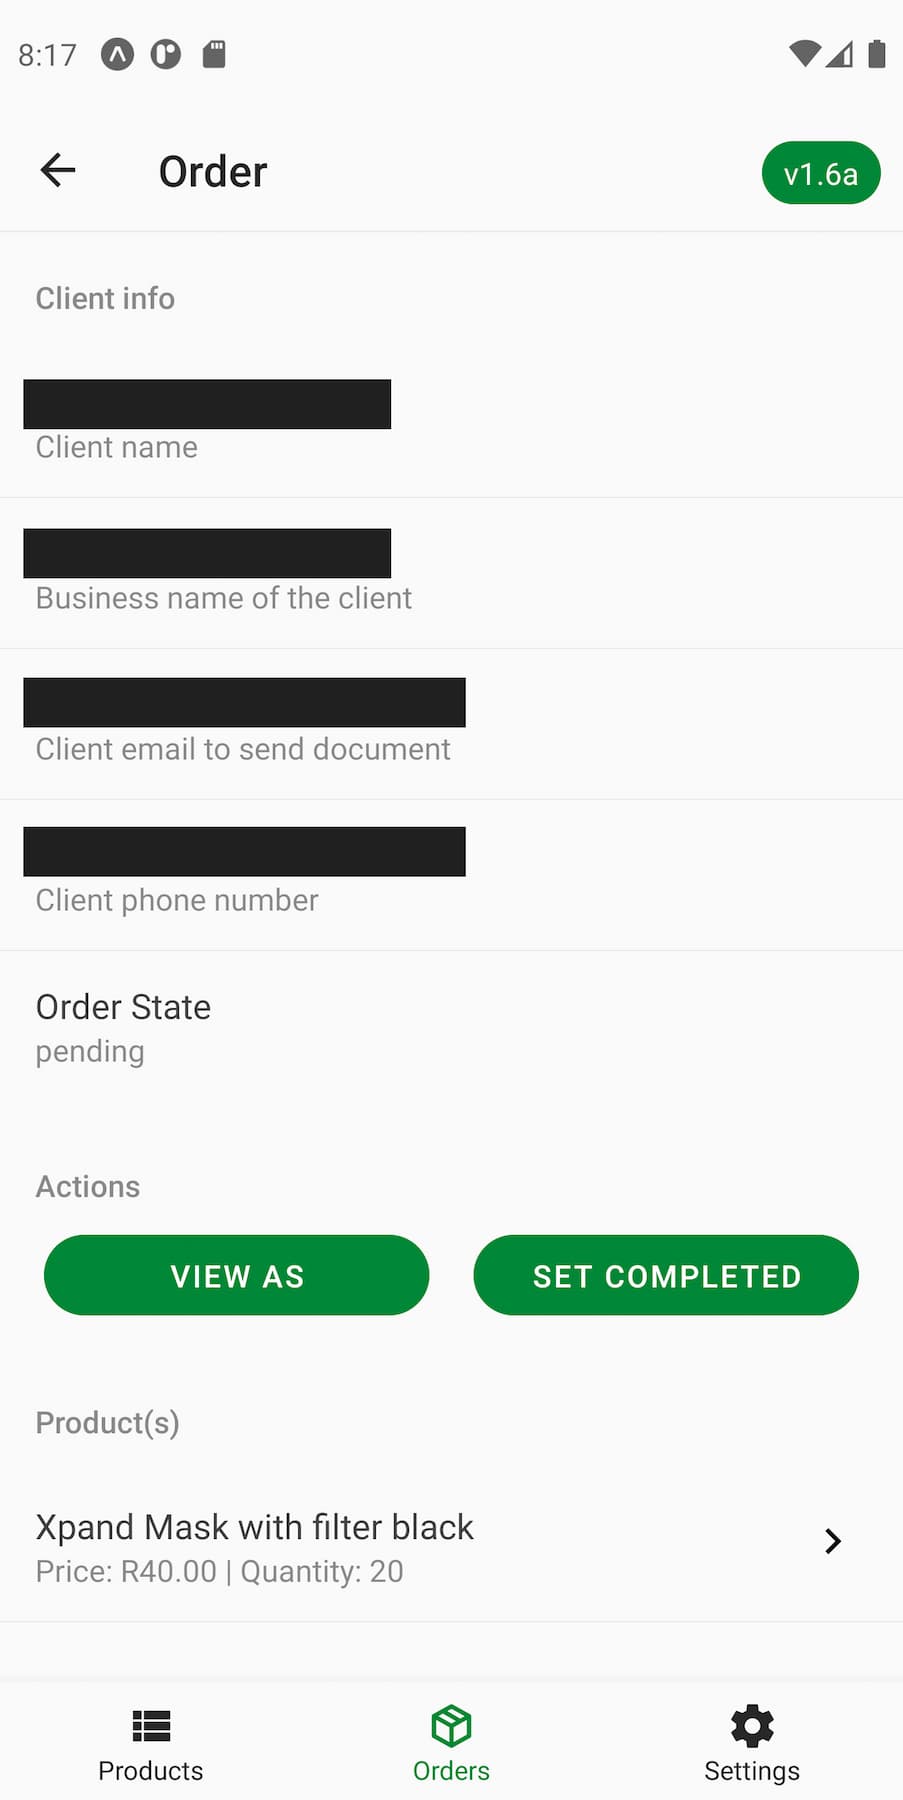 8:17
Order
v1.6a
Client info
Client name
Business name of the client
Client email to send document
Client phone number
Order State
pending
Actions
VIEW AS
SET COMPLETED
Product(s)
Xpand Mask with filter black
Price: R40.00 | Quantity: 20
Products
Orders
Settings